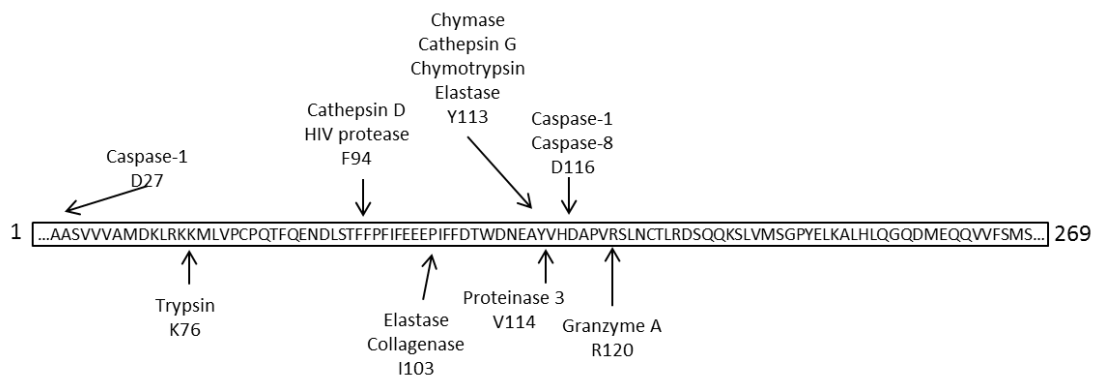 Chymase
Cathepsin G
Chymotrypsin
Elastase
Y113
Cathepsin D
HIV protease
F94
Caspase-1
Caspase-8
D116
Caspase-1
D27
1 ...AASVVVAMDKLRKKMLVPCPQTFQENDLSTFFPFIFEEEPIFFDTWDNEAYVHDAPVRSLNCTLRDSQQKSLVMSGPYELKALHLQGQDMEQQVVFSMS... 269
Trypsin
K76
Elastase
Collagenase
I103
Proteinase 3
V114
Granzyme A
R120